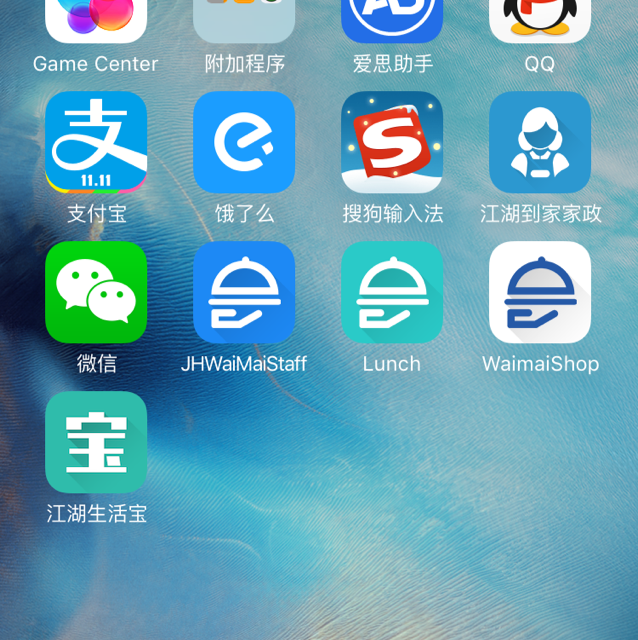 Game Center 附加程序 爱思助手 QQ
支
11.11
支付宝 饿了么 搜狗输入法 江湖到家家政
微信 JHWaiMaiStaff Lunch WaimaiShop
宝
江湖生活宝